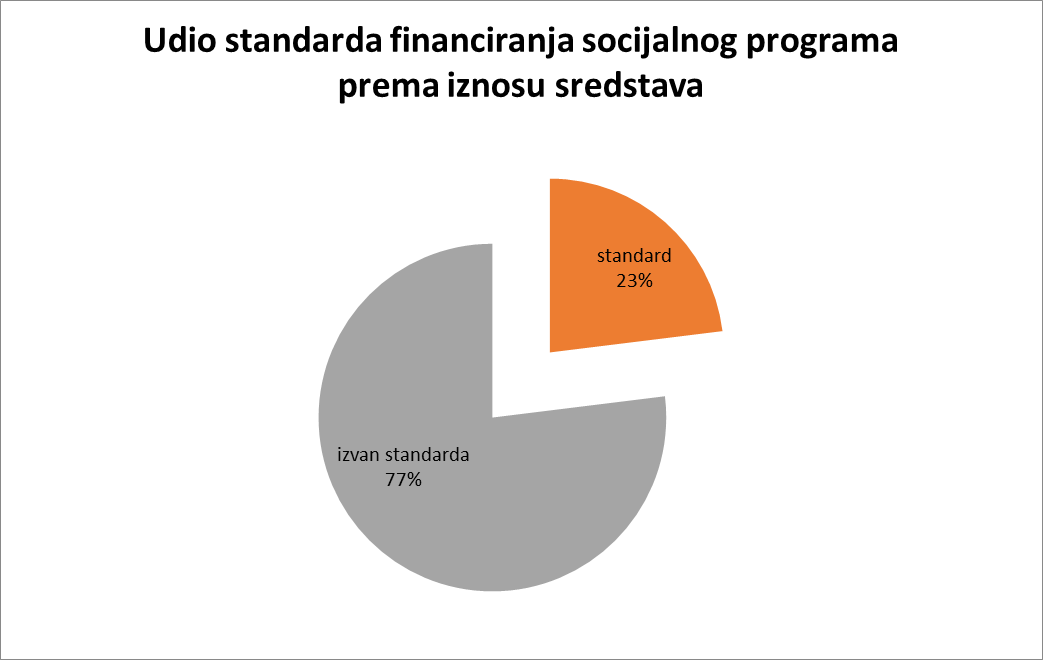 Udio standarda financiranja socijalnog programa
prema iznosu sredstava
standard
23%
izvan standarda
77%